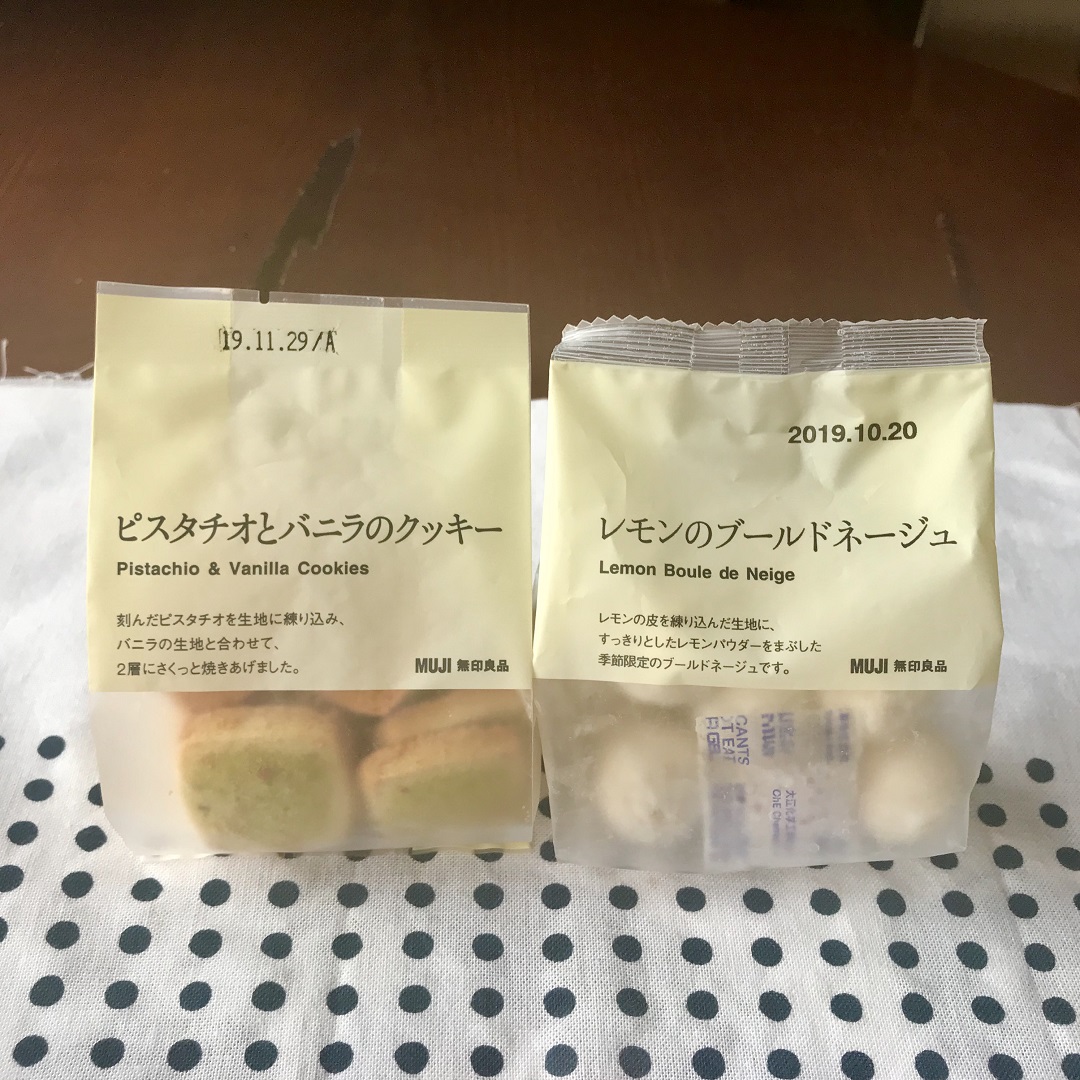 19.11.29/A
ピスタチオとバニラのクッキー
Pistachio & Vanilla Cookies
刻んだピスタチオを生地に練り込み、
バニラの生地と合わせて、
2層にさくっと焼きあげました。
MUJI 無印良品
2019.10.20
レモンのブールドネージュ
Lemon Boule de Neige
レモンの皮を練り込んだ生地に、
すっきりとしたレモンパウダーをまぶした
季節限定のブールドネージュです。
MUJI 無印良品
CANTS
OT EAT